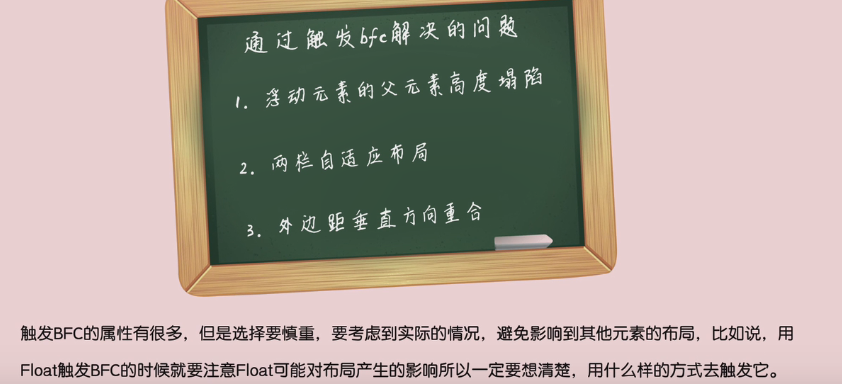 通过触发bfc解决的问题
1. 浮动元素的父元素高度塌陷
2. 两栏自适应布局
3. 外边距垂直方向重合
触发BFC的属性有很多，但是选择要慎重，要考虑到实际的情况，避免影响到其他元素的布局，比如说，用
Float触发BFC的时候就要注意Float可能对布局产生的影响所以一定要想清楚，用什么样的方式去触发它。